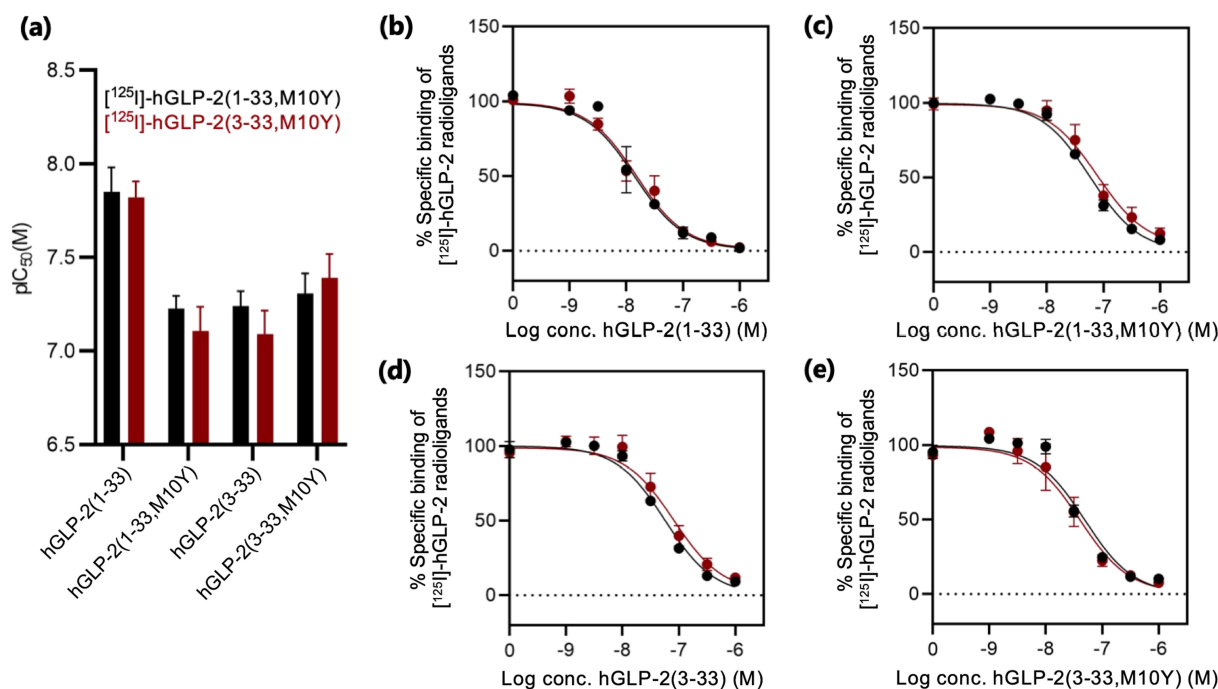 (a)
8.5
8.0
7.5
7.0
6.5
pIC50(M)
[125I]-hGLP-2(1-33,M10Y)
[125I]-hGLP-2(3-33,M10Y)
hGLP-2(1-33)
hGLP-2(1-33,M10Y)
hGLP-2(3-33)
hGLP-2(3-33,M10Y)
(b)
% Specific binding of
[125I]-hGLP-2 radioligands
150
100
50
0
0 -9 -8 -7 -6
Log conc. hGLP-2(1-33) (M)
(c)
% Specific binding of
[125I]-hGLP-2 radioligands
150
100
50
0
0 -9 -8 -7 -6
Log conc. hGLP-2(1-33,M10Y) (M)
(d)
% Specific binding of
[125I]-hGLP-2 radioligands
150
100
50
0
0 -9 -8 -7 -6
Log conc. hGLP-2(3-33) (M)
(e)
% Specific binding of
[125I]-hGLP-2 radioligands
150
100
50
0
0 -9 -8 -7 -6
Log conc. hGLP-2(3-33,M10Y) (M)